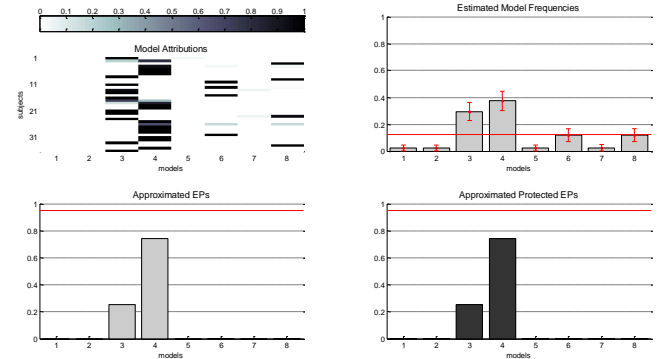 0 0.1 0.2 0.3 0.4 0.5 0.6 0.7 0.8 0.9 1
Model Attributions
subjects
1
11
21
31
1 2 3 4 5 6 7 8
models
Estimated Model Frequencies
1
0.8
0.6
0.4
0.2
0
1 2 3 4 5 6 7 8
models
Approximated EPs
1
0.8
0.6
0.4
0.2
0
1 2 3 4 5 6 7 8
models
Approximated Protected EPs
1
0.8
0.6
0.4
0.2
0
1 2 3 4 5 6 7 8
models